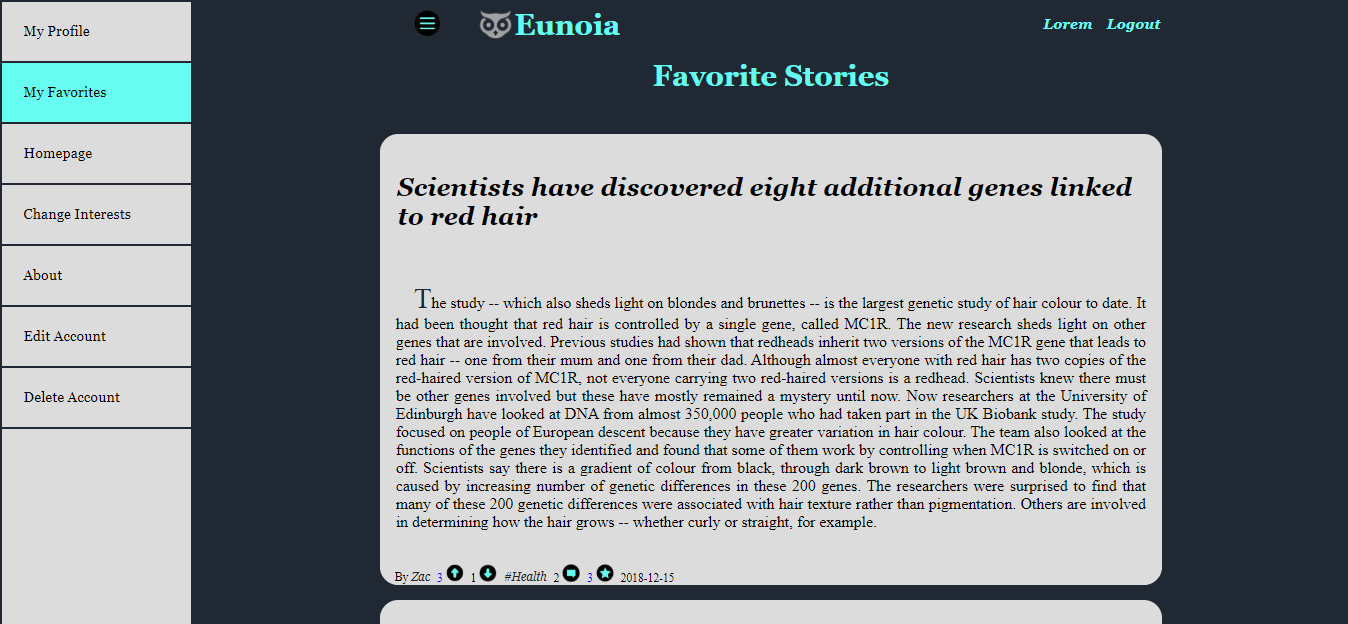 My Profile
My Favorites
Homepage
Change Interests
About
Edit Account
Delete Account
Eunoia
Lorem Logout
Favorite Stories
Scientists have discovered eight additional genes linked
to red hair
The study -- which also sheds light on blondes and brunettes -- is the largest genetic study of hair colour to date. It
had been thought that red hair is controlled by a single gene, called MC1R. The new research sheds light on other
genes that are involved. Previous studies had shown that redheads inherit two versions of the MC1R gene that leads to
red hair -- one from their mum and one from their dad. Although almost everyone with red hair has two copies of the
red-haired version of MC1R, not everyone carrying two red-haired versions is a redhead. Scientists knew there must
be other genes involved but these have mostly remained a mystery until now. Now researchers at the University of
Edinburgh have looked at DNA from almost 350,000 people who had taken part in the UK Biobank study. The study
focused on people of European descent because they have greater variation in hair colour. The team also looked at the
functions of the genes they identified and found that some of them work by controlling when MC1R is switched on or
off. Scientists say there is a gradient of colour from black, through dark brown to light brown and blonde, which is
caused by increasing number of genetic differences in these 200 genes. The researchers were surprised to find that
many of these 200 genetic differences were associated with hair texture rather than pigmentation. Others are involved
in determining how the hair grows -- whether curly or straight, for example.
By Zac 3 1 #Health 2 3 2018-12-15